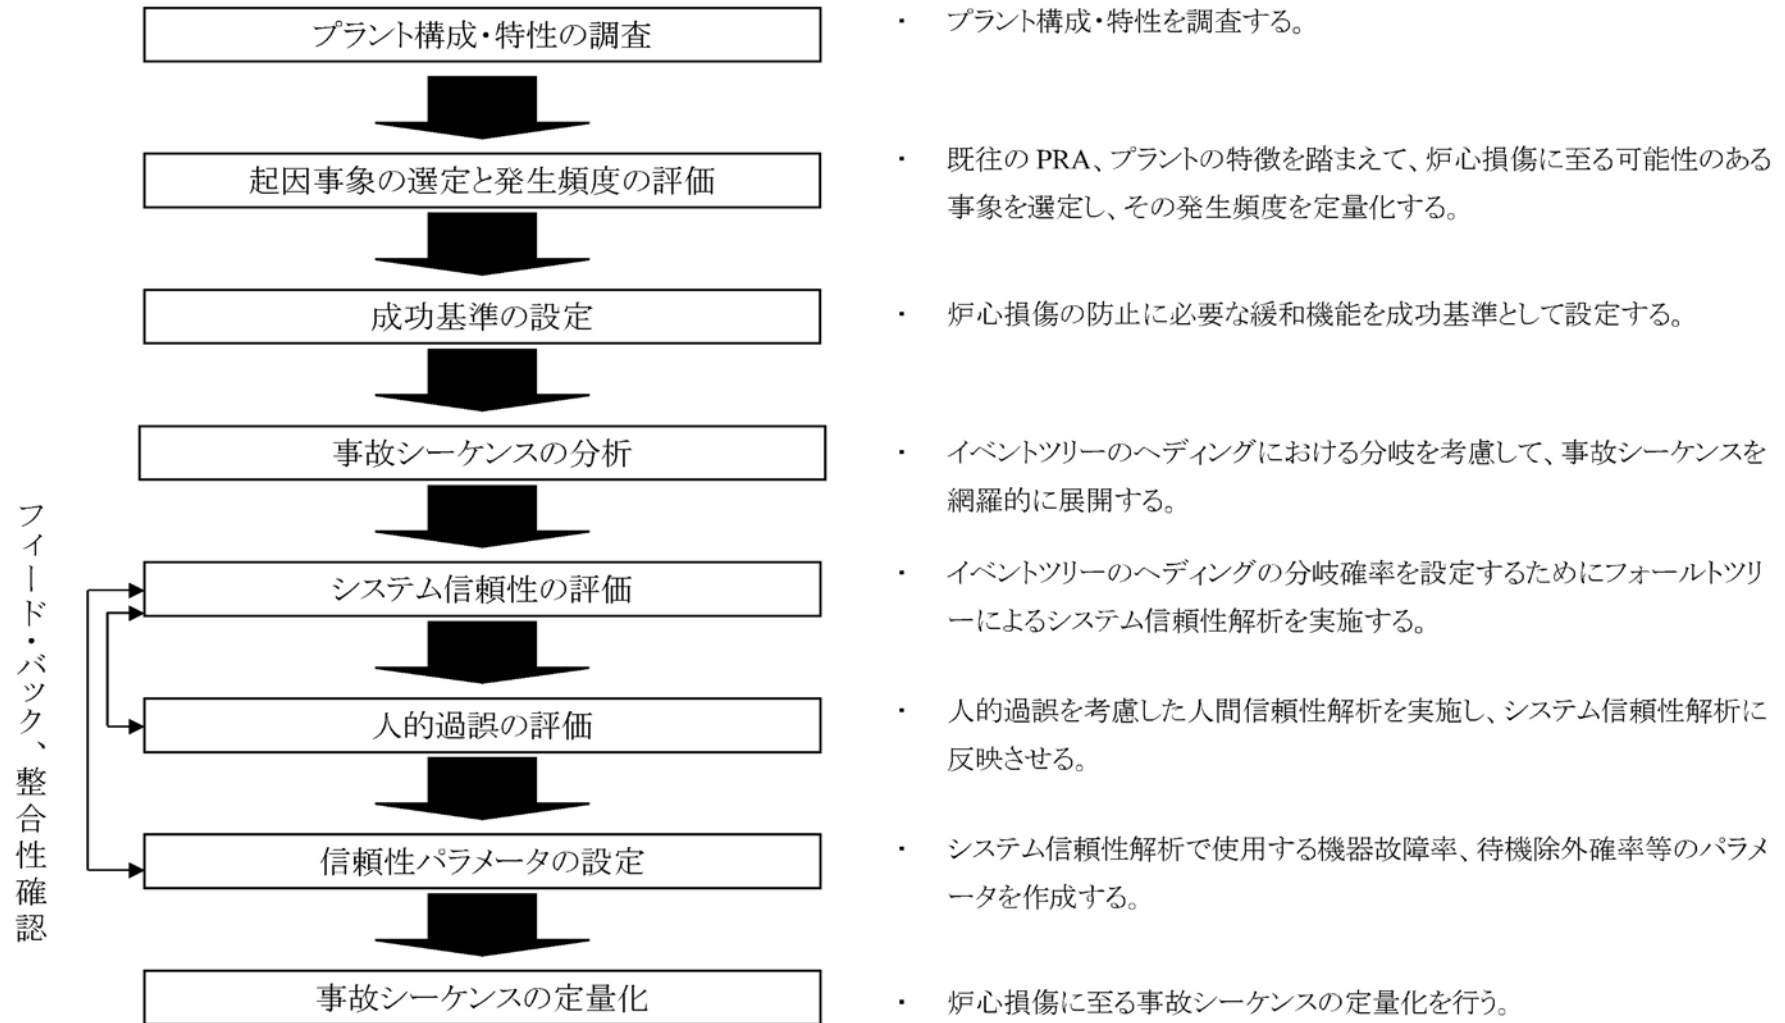 プラント構成・特性の調査
・ プラント構成・特性を調査する。
起因事象の選定と発生頻度の評価
・ 既往の PRA、プラントの特徴を踏まえて、炉心損傷に至る可能性のある
事象を選定し、その発生頻度を定量化する。
成功基準の設定
・ 炉心損傷の防止に必要な緩和機能を成功基準として設定する。
事故シーケンスの分析
・ イベントツリーのヘディングにおける分岐を考慮して、事故シーケンスを
網羅的に展開する。
システム信頼性の評価
・ イベントツリーのヘディングの分岐確率を設定するためにフォールトツリ
ーによるシステム信頼性解析を実施する。
人的過誤の評価
・ 人的過誤を考慮した人間信頼性解析を実施し、システム信頼性解析に
反映させる。
信頼性パラメータの設定
・ システム信頼性解析で使用する機器故障率、待機除外確率等のパラメ
ータを作成する。
事故シーケンスの定量化
・ 炉心損傷に至る事故シーケンスの定量化を行う。
フィード・バック、整合性確認